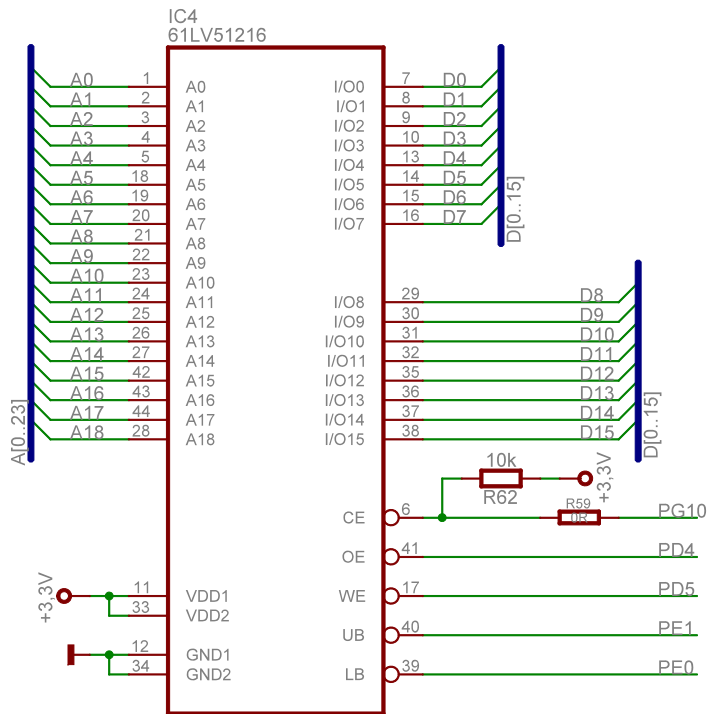 IC4
61LV51216
A0 1 A0 I/O0 7 D0
A1 2 A1 I/O1 8 D1
A2 3 A2 I/O2 9 D2
A3 4 A3 I/O3 10 D3
A4 5 A4 I/O4 13 D4
A5 18 A5 I/O5 14 D5
A6 19 A6 I/O6 15 D6
A7 20 A7 I/O7 16 D7
D[0..15]
A8 21 A8
A9 22 A9
A10 23 A10
A11 24 A11 I/O8 29 D8
A12 25 A12 I/O9 30 D9
A13 26 A13 I/O10 31 D10
A14 27 A14 I/O11 32 D11
A15 42 A15 I/O12 35 D12
A16 43 A16 I/O13 36 D13
A17 44 A17 I/O14 37 D14
A18 28 A18 I/O15 38 D15
A[0..23]
D[0..15]
10k
R62
+3,3V
CE 6 R59 PG10
0R
OE 41 PD4
+3,3V
11 VDD1 WE 17 PD5
33 VDD2
UB 40 PE1
12 GND1
34 GND2 LB 39 PE0